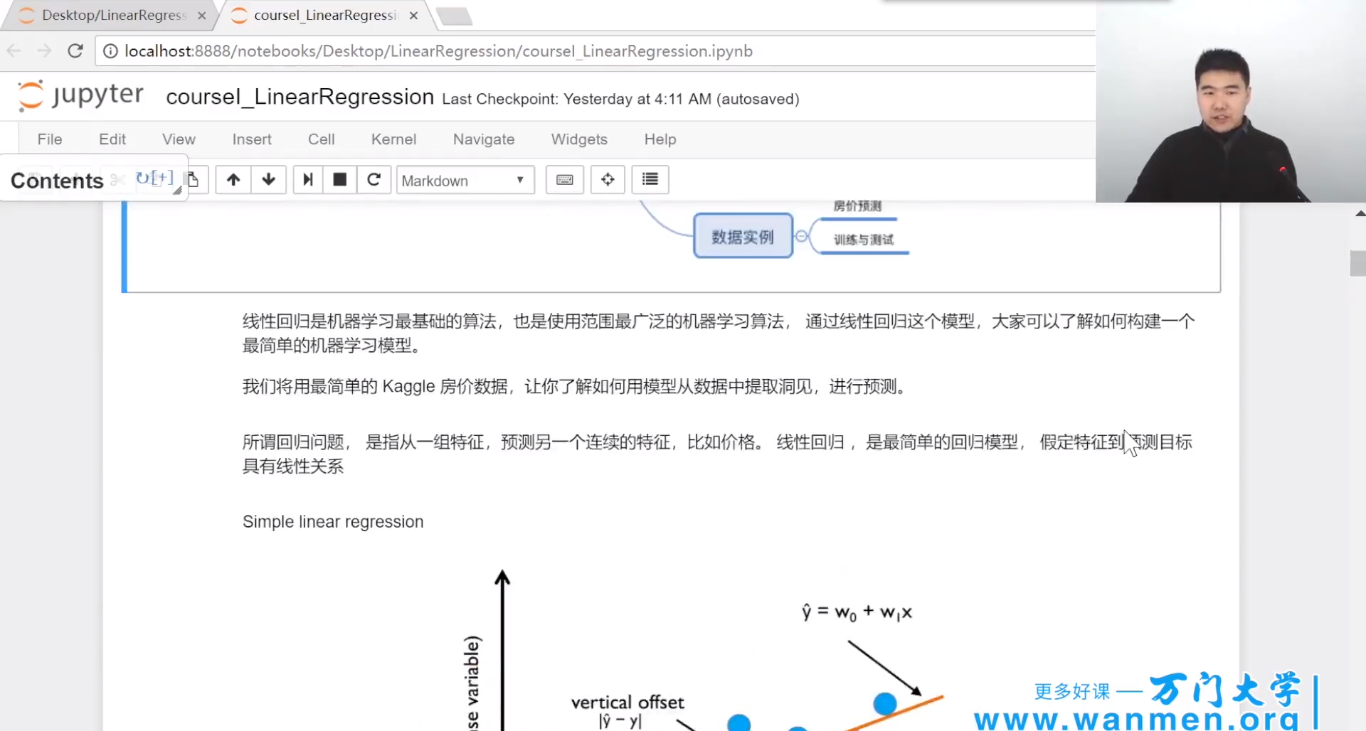 Desktop/LinearRegress
courseI_LinearRegressi
localhost:8888/notebooks/Desktop/LinearRegression/courseI_LinearRegression.ipynb
jupyter courseI_LinearRegression Last Checkpoint: Yesterday at 4:11 AM (autosaved)
File Edit View Insert Cell Kernel Navigate Widgets Help
Contents [+] Markdown
房价预测
数据实例
训练与测试
线性回归是机器学习最基础的算法，也是使用范围最广泛的机器学习算法， 通过线性回归这个模型，大家可以了解如何构建一个
最简单的机器学习模型。
我们将用最简单的 Kaggle 房价数据，让你了解如何用模型从数据中提取洞见，进行预测。
所谓回归问题， 是指从一组特征，预测另一个连续的特征，比如价格。 线性回归 ，是最简单的回归模型， 假定特征到预测目标
具有线性关系
Simple linear regression
ŷ = w₀ + w₁x
se variable)
vertical offset
|ŷ − y|
更多好课 — 万门大学
www.wanmen.org